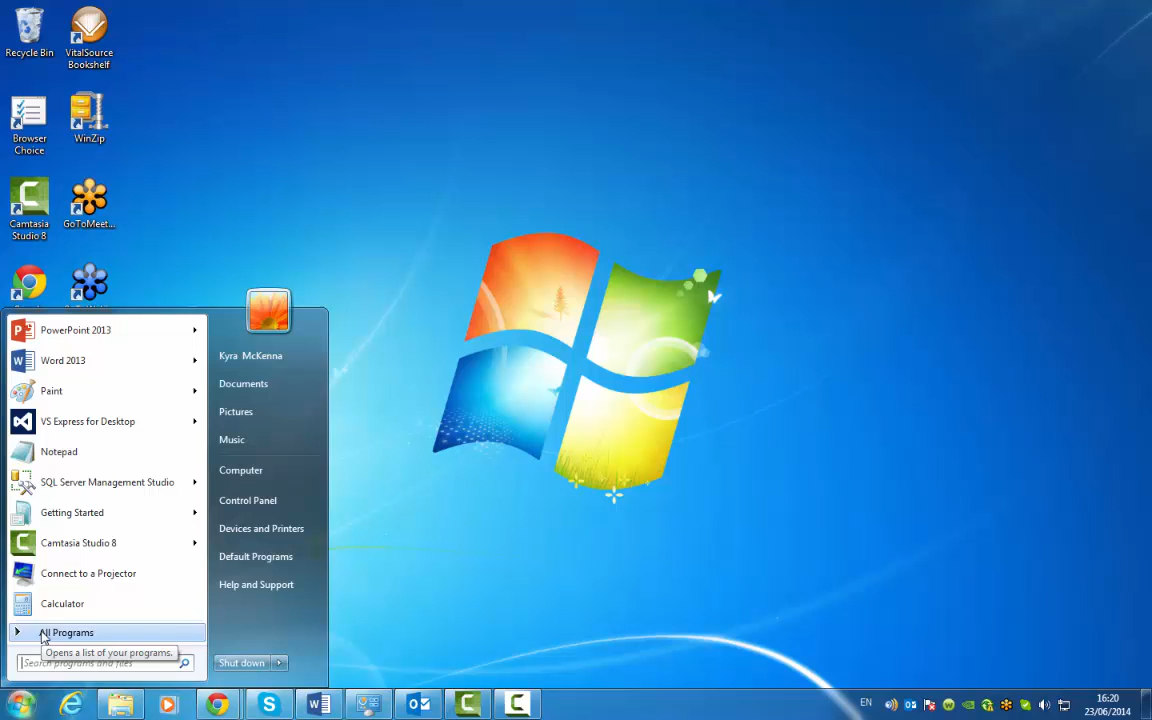 Recycle Bin
VitalSource
Bookshelf
Browser
Choice
WinZip
Camtasia
Studio 8
GoToMeet...
PowerPoint 2013
Word 2013
Paint
VS Express for Desktop
Notepad
SQL Server Management Studio
Getting Started
Camtasia Studio 8
Connect to a Projector
Calculator
All Programs
Opens a list of your programs.
Search programs and files
Kyra McKenna
Documents
Pictures
Music
Computer
Control Panel
Devices and Printers
Default Programs
Help and Support
Shut down
EN
16:20
23/06/2014